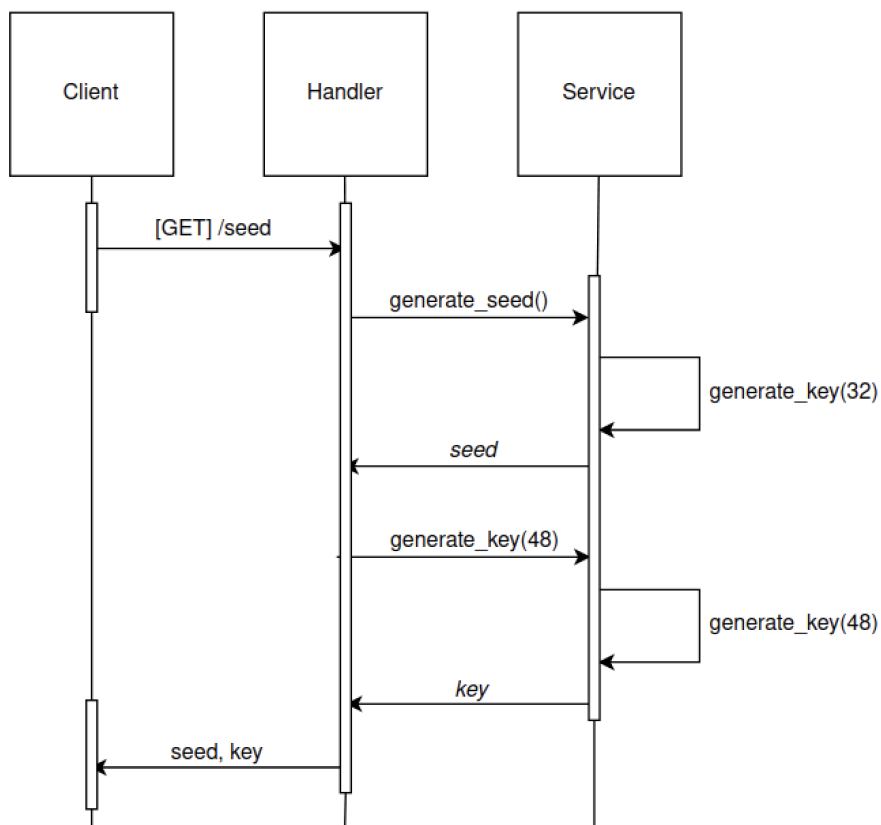 Client
Handler
Service
[GET] /seed
generate_seed()
generate_key(32)
seed
generate_key(48)
generate_key(48)
key
seed, key